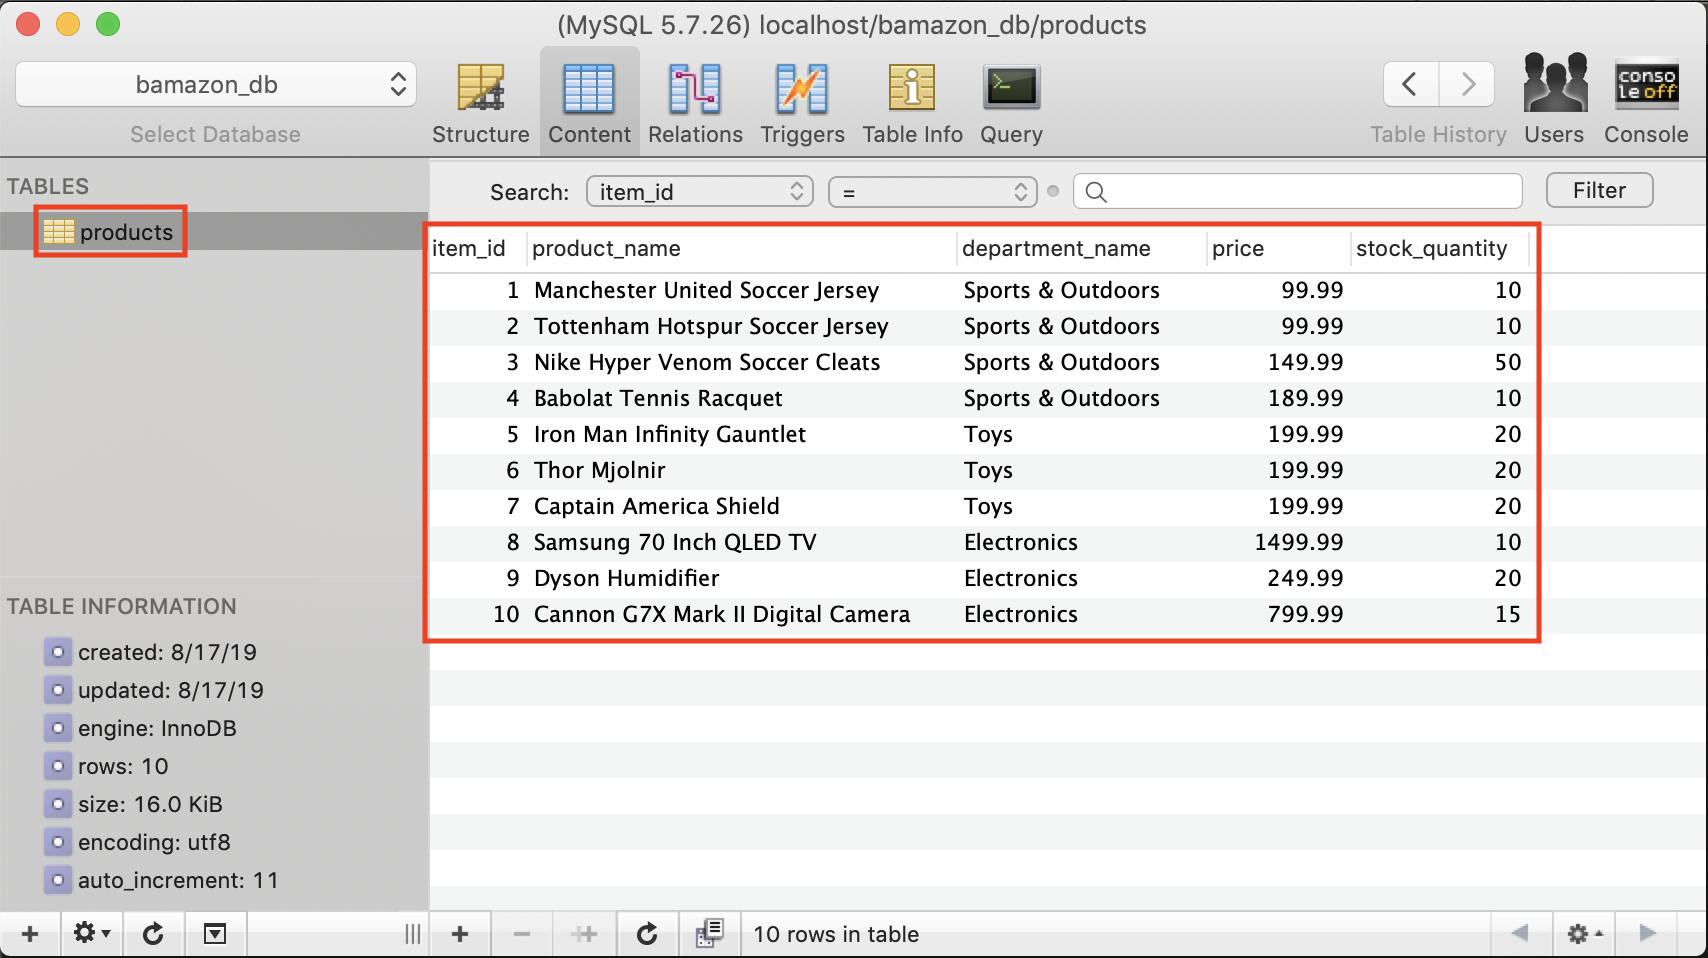 (MySQL 5.7.26) localhost/bamazon_db/products
bamazon_db
Select Database
Structure Content Relations Triggers Table Info Query
Table History Users Console
conso
le off
TABLES
products
Search: item_id = Filter
item_id product_name department_name price stock_quantity
1 Manchester United Soccer Jersey Sports & Outdoors 99.99 10
2 Tottenham Hotspur Soccer Jersey Sports & Outdoors 99.99 10
3 Nike Hyper Venom Soccer Cleats Sports & Outdoors 149.99 50
4 Babolat Tennis Racquet Sports & Outdoors 189.99 10
5 Iron Man Infinity Gauntlet Toys 199.99 20
6 Thor Mjolnir Toys 199.99 20
7 Captain America Shield Toys 199.99 20
8 Samsung 70 Inch QLED TV Electronics 1499.99 10
9 Dyson Humidifier Electronics 249.99 20
10 Cannon G7X Mark II Digital Camera Electronics 799.99 15
TABLE INFORMATION
created: 8/17/19
updated: 8/17/19
engine: InnoDB
rows: 10
size: 16.0 KiB
encoding: utf8
auto_increment: 11
10 rows in table